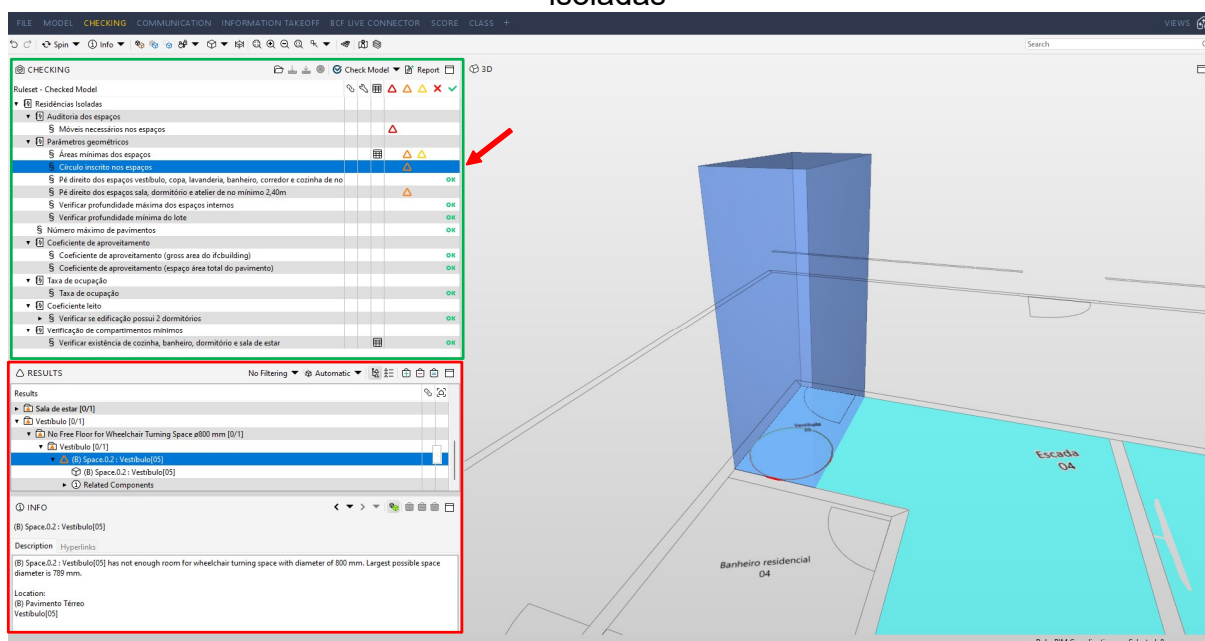 isoladas
FILE MODEL CHECKING COMMUNICATION INFORMATION TAKEOFF BCF LIVE CONNECTOR SCORE CLASS + VIEWS
Spin Info Search
CHECKING Check Model Report 3D
Ruleset - Checked Model
Residências Isoladas
Auditoria dos espaços
§ Móveis necessários nos espaços
Parâmetros geométricos
§ Áreas mínimas dos espaços
§ Círculo inscrito nos espaços
§ Pé direito dos espaços vestíbulo, copa, lavanderia, banheiro, corredor e cozinha de no OK
§ Pé direito dos espaços sala, dormitório e atelier de no mínimo 2,40m
§ Verificar profundidade máxima dos espaços internos OK
§ Verificar profundidade mínima do lote OK
§ Número máximo de pavimentos OK
Coeficiente de aproveitamento
§ Coeficiente de aproveitamento (gross area do ifcbuilding) OK
§ Coeficiente de aproveitamento (espaço área total do pavimento) OK
Taxa de ocupação
§ Taxa de ocupação OK
Coeficiente leito
§ Verificar se edificação possui 2 dormitórios OK
Verificação de compartimentos mínimos
§ Verificar existência de cozinha, banheiro, dormitório e sala de estar OK
RESULTS No Filtering Automatic
Results
Sala de estar [0/1]
Vestíbulo [0/1]
No Free Floor for Wheelchair Turning Space ø800 mm [0/1]
Vestíbulo [0/1]
(B) Space.0.2 : Vestíbulo[05]
(B) Space.0.2 : Vestíbulo[05]
Related Components
INFO
(B) Space.0.2 : Vestíbulo[05]
Description Hyperlinks
(B) Space.0.2 : Vestíbulo[05] has not enough room for wheelchair turning space with diameter of 800 mm. Largest possible space
diameter is 789 mm.
Location:
(B) Pavimento Térreo
Vestíbulo[05]
Vestíbulo
05
Escada
04
Banheiro residencial
04